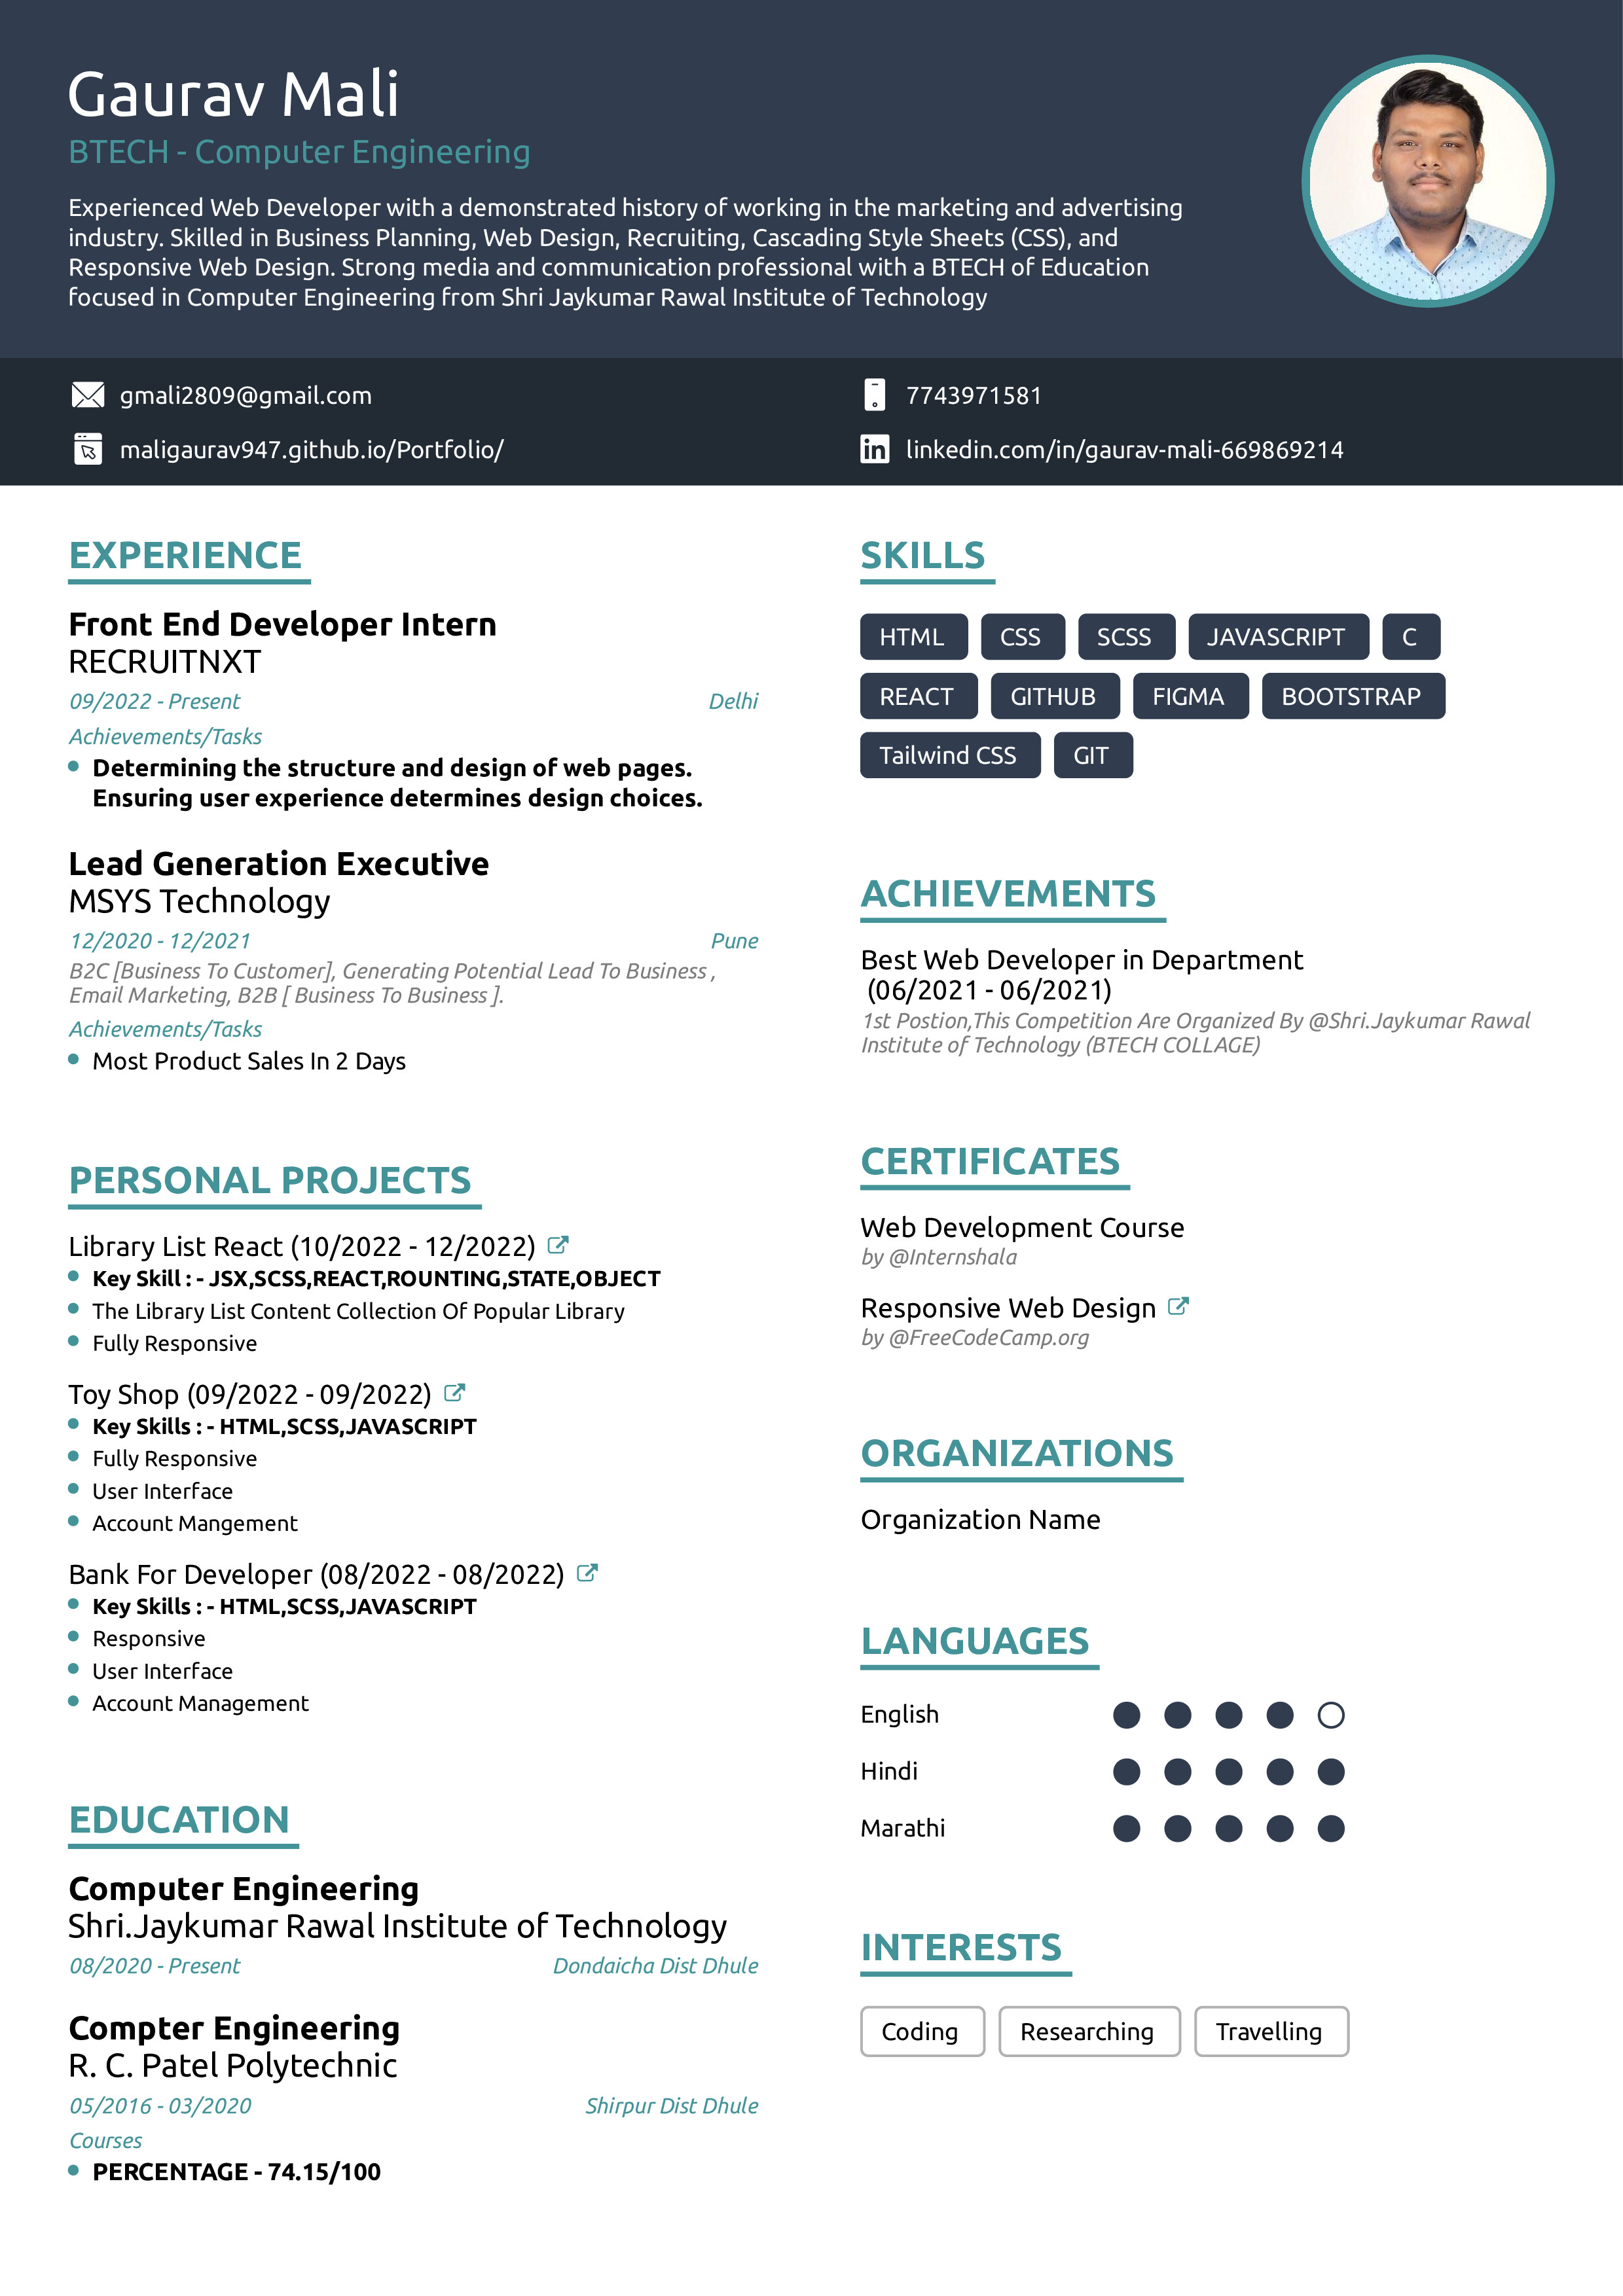 Gaurav Mali
BTECH - Computer Engineering
Experienced Web Developer with a demonstrated history of working in the marketing and advertising
industry. Skilled in Business Planning, Web Design, Recruiting, Cascading Style Sheets (CSS), and
Responsive Web Design. Strong media and communication professional with a BTECH of Education
focused in Computer Engineering from Shri Jaykumar Rawal Institute of Technology
gmali2809@gmail.com
7743971581
maligaurav947.github.io/Portfolio/
linkedin.com/in/gaurav-mali-669869214
EXPERIENCE
Front End Developer Intern
RECRUITNXT
09/2022 - Present Delhi
Achievements/Tasks
Determining the structure and design of web pages.
Ensuring user experience determines design choices.
Lead Generation Executive
MSYS Technology
12/2020 - 12/2021 Pune
B2C [Business To Customer], Generating Potential Lead To Business ,
Email Marketing, B2B [ Business To Business ].
Achievements/Tasks
Most Product Sales In 2 Days
PERSONAL PROJECTS
Library List React (10/2022 - 12/2022)
Key Skill : - JSX,SCSS,REACT,ROUNTING,STATE,OBJECT
The Library List Content Collection Of Popular Library
Fully Responsive
Toy Shop (09/2022 - 09/2022)
Key Skills : - HTML,SCSS,JAVASCRIPT
Fully Responsive
User Interface
Account Mangement
Bank For Developer (08/2022 - 08/2022)
Key Skills : - HTML,SCSS,JAVASCRIPT
Responsive
User Interface
Account Management
EDUCATION
Computer Engineering
Shri.Jaykumar Rawal Institute of Technology
08/2020 - Present Dondaicha Dist Dhule
Compter Engineering
R. C. Patel Polytechnic
05/2016 - 03/2020 Shirpur Dist Dhule
Courses
PERCENTAGE - 74.15/100
SKILLS
HTML CSS SCSS JAVASCRIPT C
REACT GITHUB FIGMA BOOTSTRAP
Tailwind CSS GIT
ACHIEVEMENTS
Best Web Developer in Department
(06/2021 - 06/2021)
1st Postion,This Competition Are Organized By @Shri.Jaykumar Rawal
Institute of Technology (BTECH COLLAGE)
CERTIFICATES
Web Development Course
by @Internshala
Responsive Web Design
by @FreeCodeCamp.org
ORGANIZATIONS
Organization Name
LANGUAGES
English
Hindi
Marathi
INTERESTS
Coding Researching Travelling